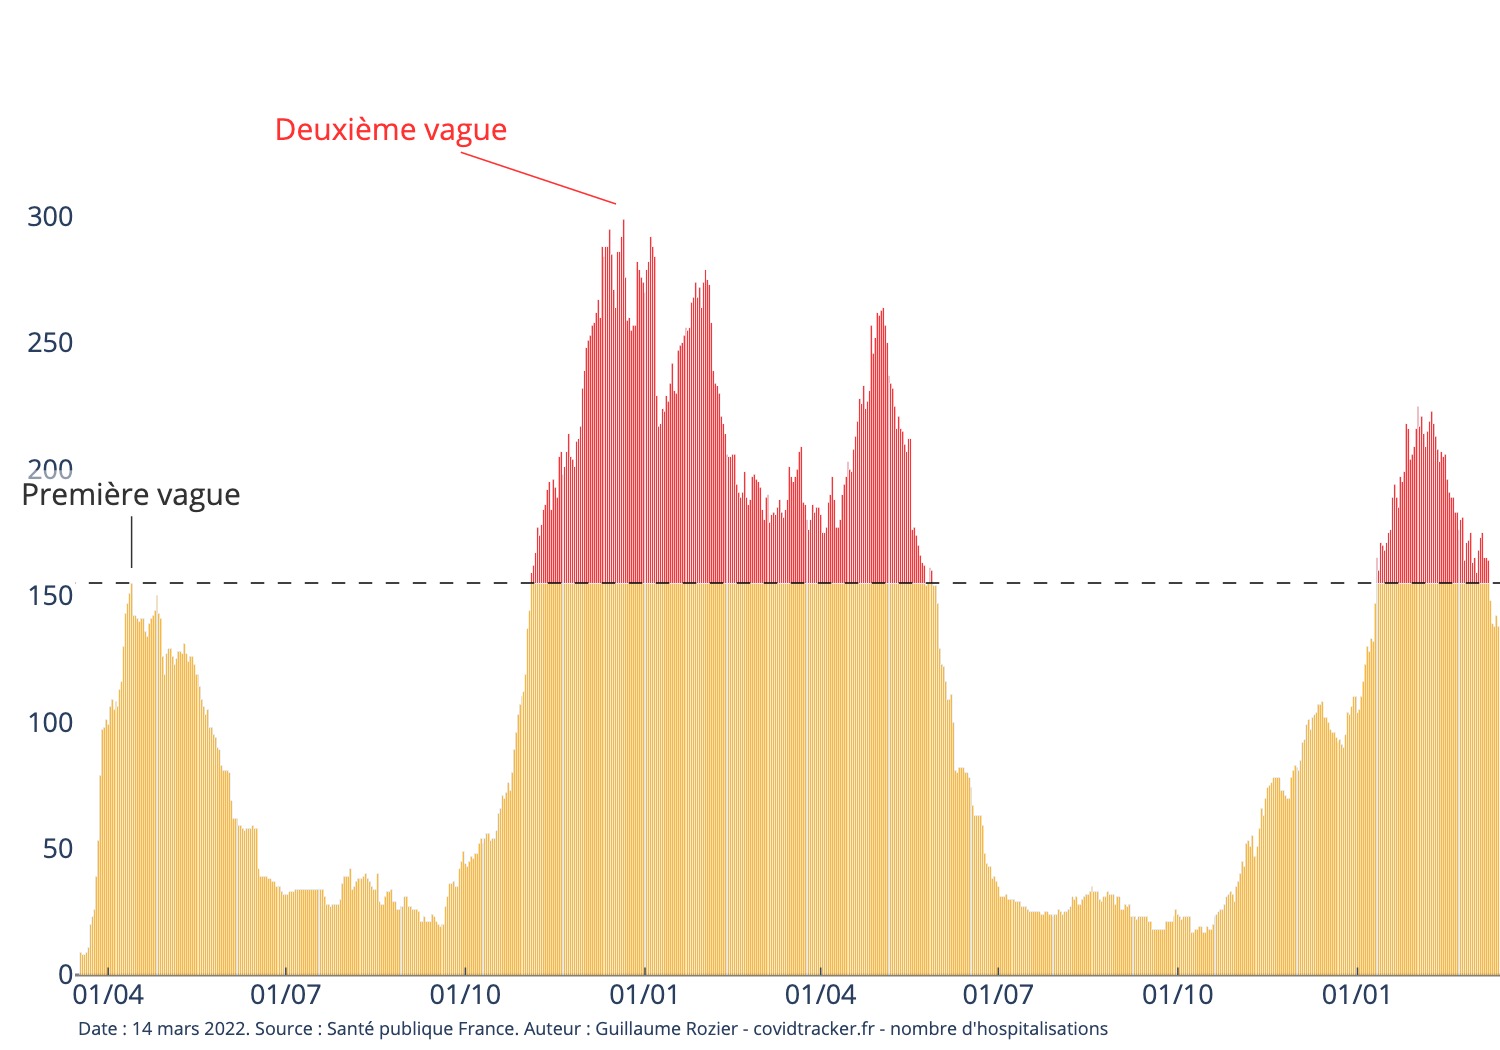 Deuxième vague
300
250
200
Première vague
150
100
50
0
01/04 01/07 01/10 01/01 01/04 01/07 01/10 01/01
Date : 14 mars 2022. Source : Santé publique France. Auteur : Guillaume Rozier - covidtracker.fr - nombre d'hospitalisations